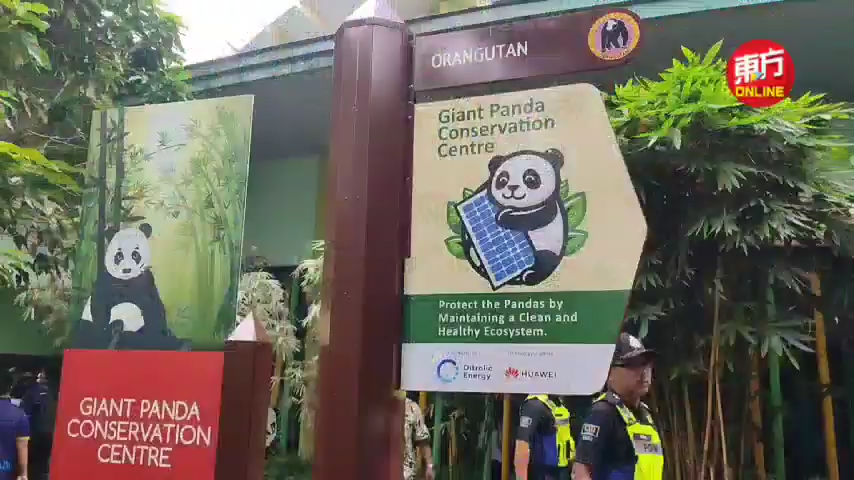 ORANGUTAN
東方
ONLINE
Giant Panda
Conservation
Centre
Protect the Pandas by
Maintaining a Clean and
Healthy Ecosystem.
Ditrolic
Energy
HUAWEI
GIANT PANDA
CONSERVATION
CENTRE